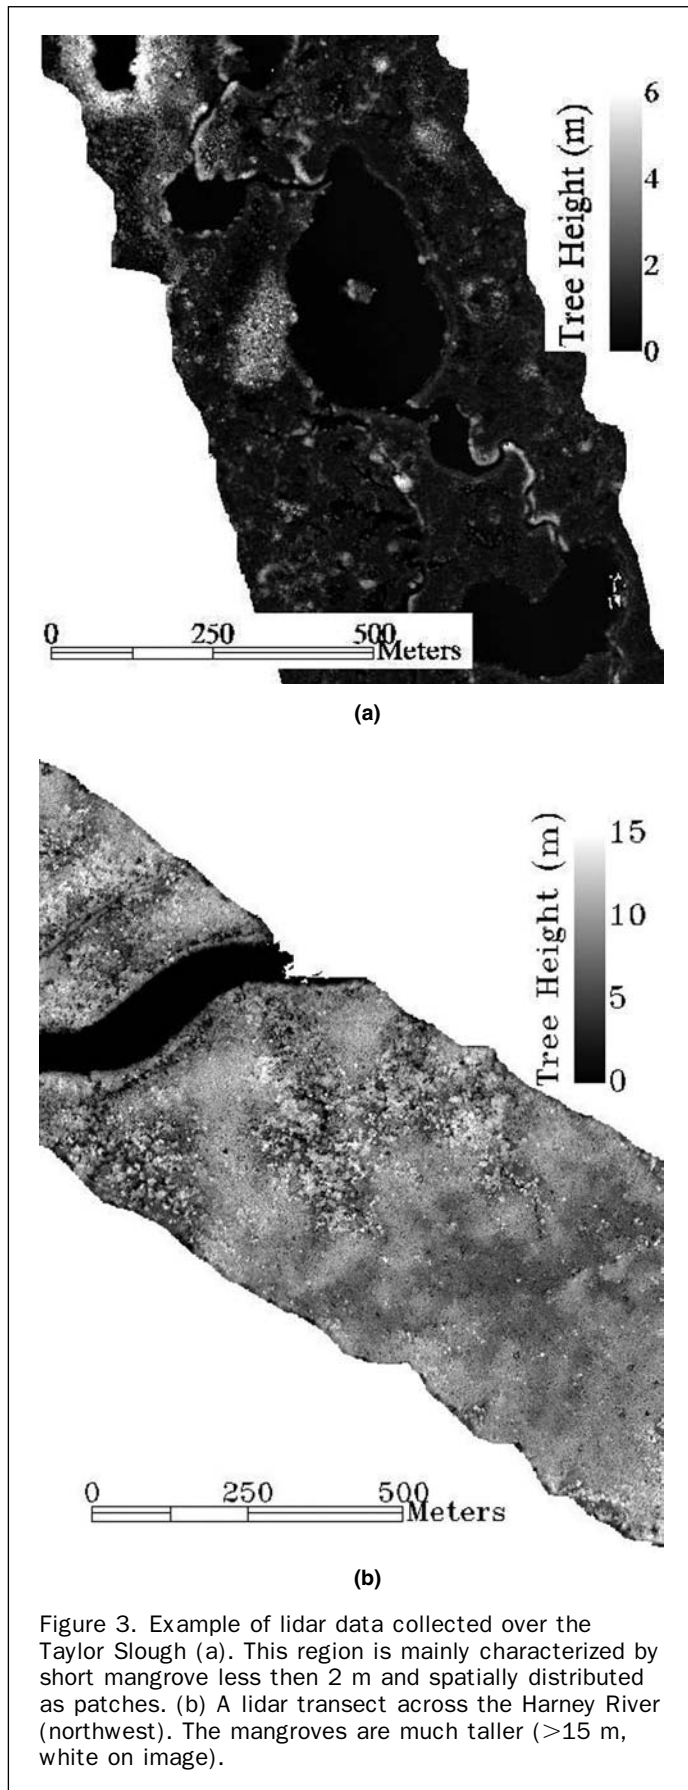 Tree Height (m)
6
4
2
0
0 250 500
Meters
(a)
Tree Height (m)
15
10
5
0
0 250 500
Meters
(b)
Figure 3. Example of lidar data collected over the
Taylor Slough (a). This region is mainly characterized by
short mangrove less then 2 m and spatially distributed
as patches. (b) A lidar transect across the Harney River
(northwest). The mangroves are much taller (>15 m,
white on image).